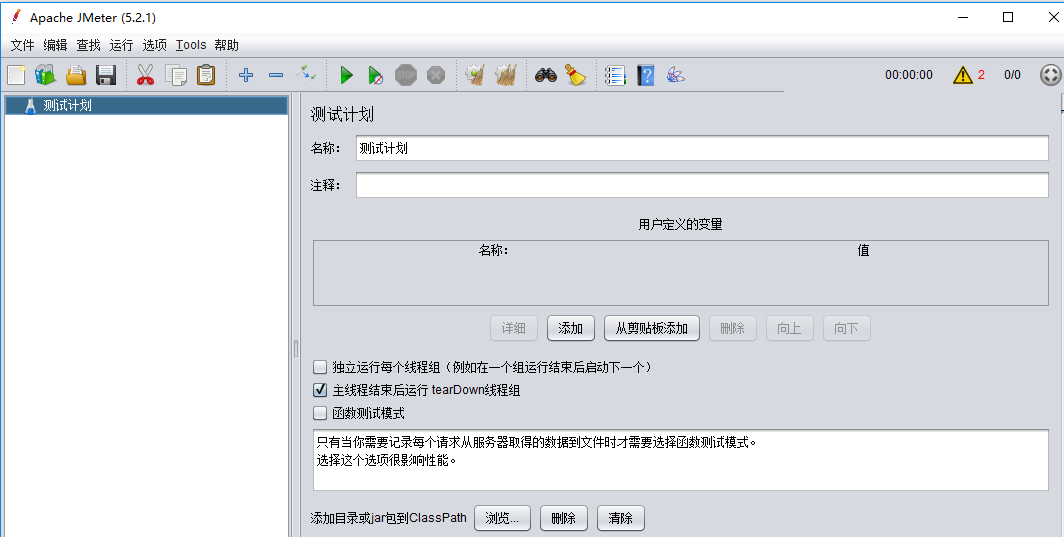 Apache JMeter (5.2.1)
文件 编辑 查找 运行 选项 Tools 帮助
STOP 00:00:00 2 0/0
测试计划
测试计划
名称： 测试计划
注释：
用户定义的变量
名称： 值
详细 添加 从剪贴板添加 删除 向上 向下
独立运行每个线程组（例如在一个组运行结束后启动下一个）
主线程结束后运行 tearDown线程组
函数测试模式
只有当你需要记录每个请求从服务器取得的数据到文件时才需要选择函数测试模式。
选择这个选项很影响性能。
添加目录或jar包到ClassPath 浏览... 删除 清除